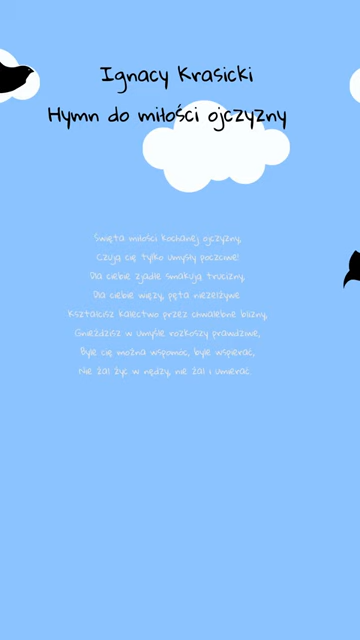 Ignacy Krasicki
Hymn do miłości ojczyzny
Święta miłości kochanej ojczyzny,
Czują cię tylko umysły poczciwe!
Dla ciebie zjadłe smakują trucizny,
Dla ciebie więzy, pęta niezelżywe.
Kształcisz kalectwo przez chwalebne blizny,
Gnieździsz w umyśle rozkoszy prawdziwe,
Byle cię można wspomóc, byle wspierać,
Nie żal żyć w nędzy, nie żal i umierać.